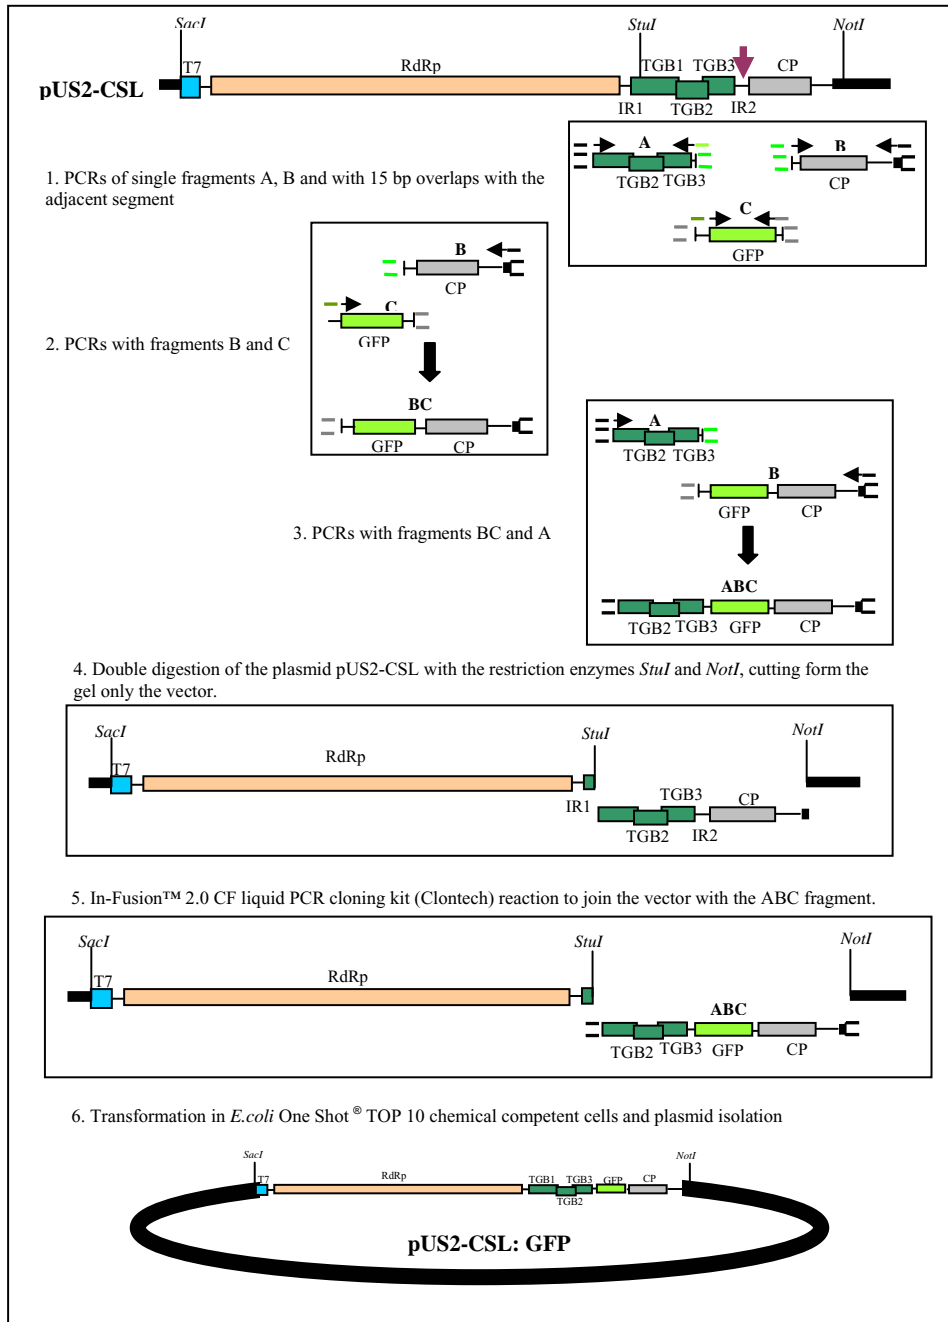 SacI
StuI
NotI
T7
RdRp
TGB1
TGB3
CP
pUS2-CSL
IR1
TGB2
IR2
1. PCRs of single fragments A, B and with 15 bp overlaps with the
adjacent segment
A
B
TGB2 TGB3
CP
C
GFP
2. PCRs with fragments B and C
B
CP
C
GFP
BC
GFP
CP
3. PCRs with fragments BC and A
A
TGB2 TGB3
B
GFP
CP
ABC
TGB2 TGB3 GFP CP
4. Double digestion of the plasmid pUS2-CSL with the restriction enzymes StuI and NotI, cutting form the
gel only the vector.
SacI
StuI
NotI
T7
RdRp
IR1
TGB3
CP
TGB2
IR2
5. In-Fusion™ 2.0 CF liquid PCR cloning kit (Clontech) reaction to join the vector with the ABC fragment.
SacI
StuI
NotI
T7
RdRp
ABC
TGB2 TGB3 GFP CP
6. Transformation in E.coli One Shot ® TOP 10 chemical competent cells and plasmid isolation
SacI
NotI
T7
RdRp
TGB1
TGB3
GFP
CP
TGB2
pUS2-CSL: GFP